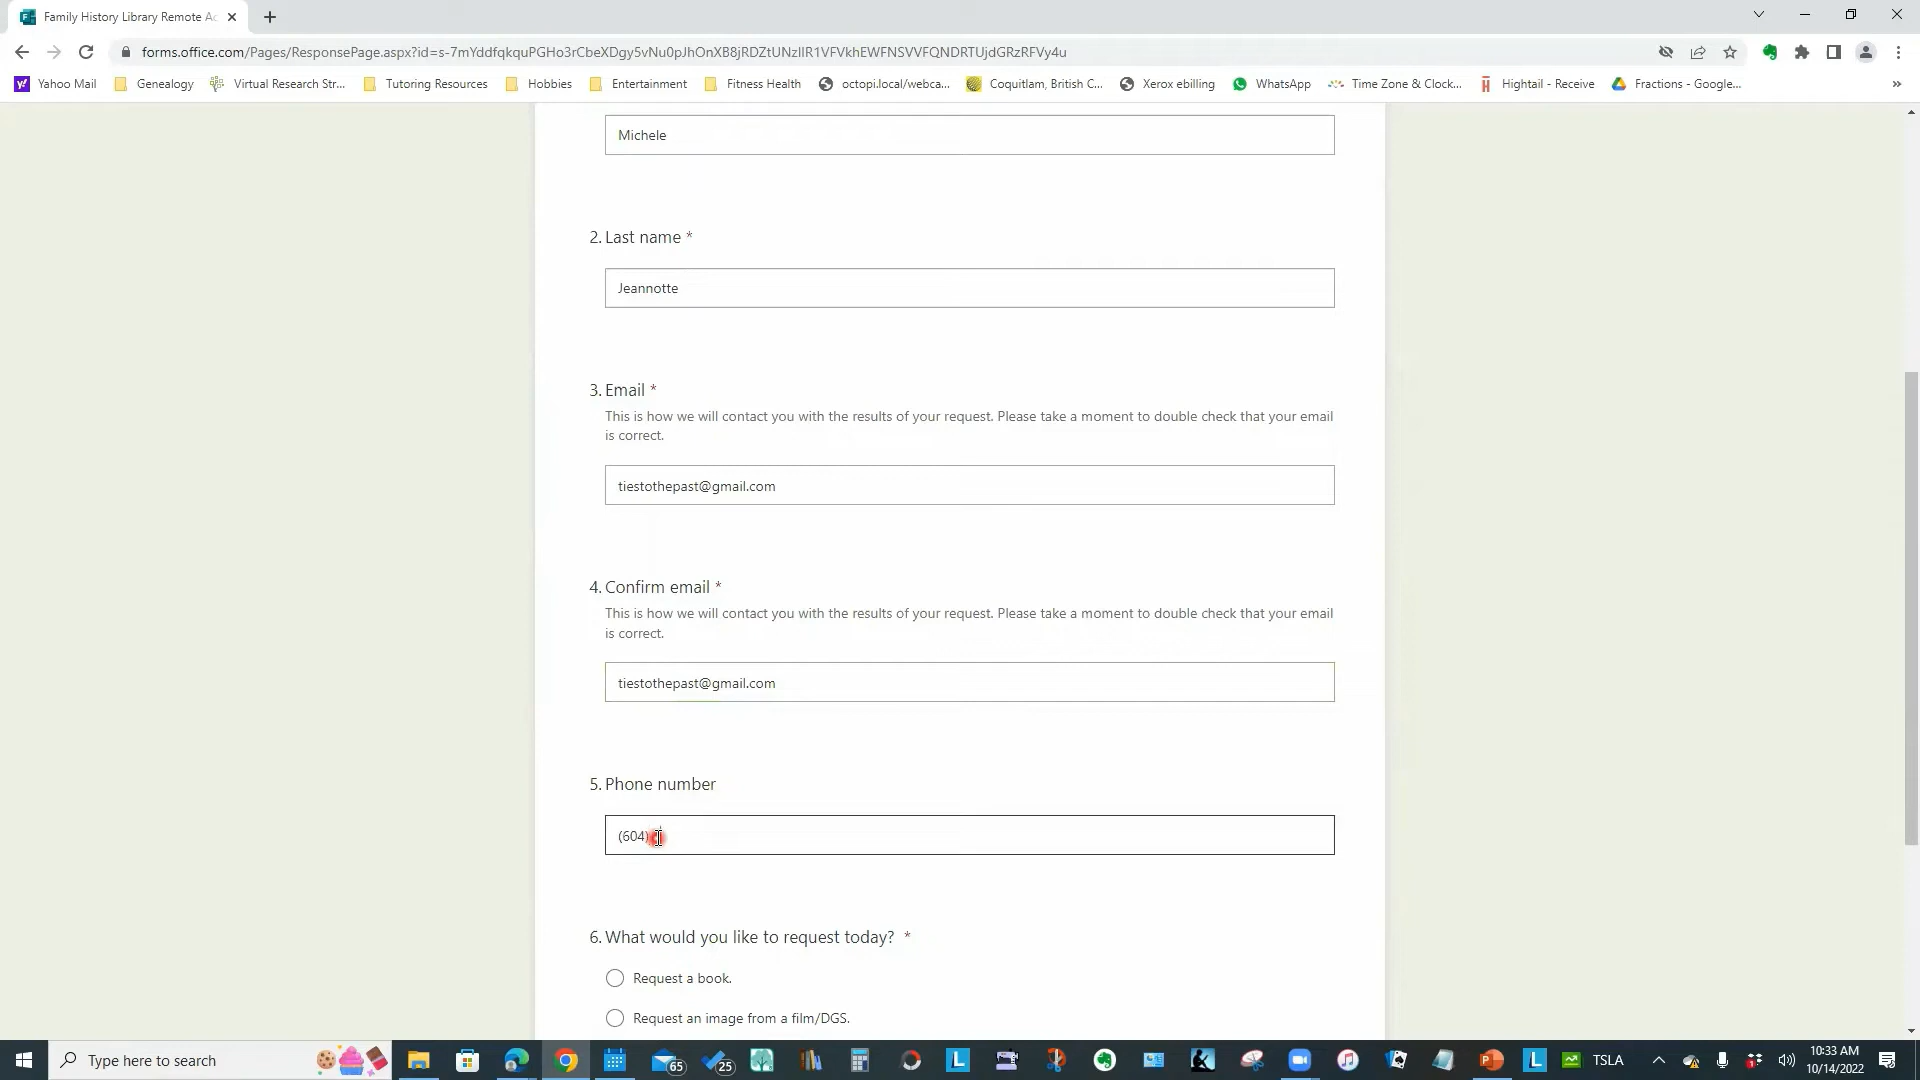 Family History Library Remote Ac
forms.office.com/Pages/ResponsePage.aspx?id=s-7mYddfqkquPGHo3rCbeXDgy5vNu0pJhOnXB8jRDZtUNzIlR1VFVkhEWFNSVVFQNDRTUjdGRzRFVy4u
Yahoo Mail Genealogy Virtual Research Str... Tutoring Resources Hobbies Entertainment Fitness Health octopi.local/webca... Coquitlam, British C... Xerox ebilling WhatsApp Time Zone & Clock... Hightail - Receive Fractions - Google... »
Michele
2. Last name *
Jeannotte
3. Email *
This is how we will contact you with the results of your request. Please take a moment to double check that your email
is correct.
tiestothepast@gmail.com
4. Confirm email *
This is how we will contact you with the results of your request. Please take a moment to double check that your email
is correct.
tiestothepast@gmail.com
5. Phone number
(604)
6. What would you like to request today? *
Request a book.
Request an image from a film/DGS.
Type here to search
65
25
TSLA
10:33 AM
10/14/2022